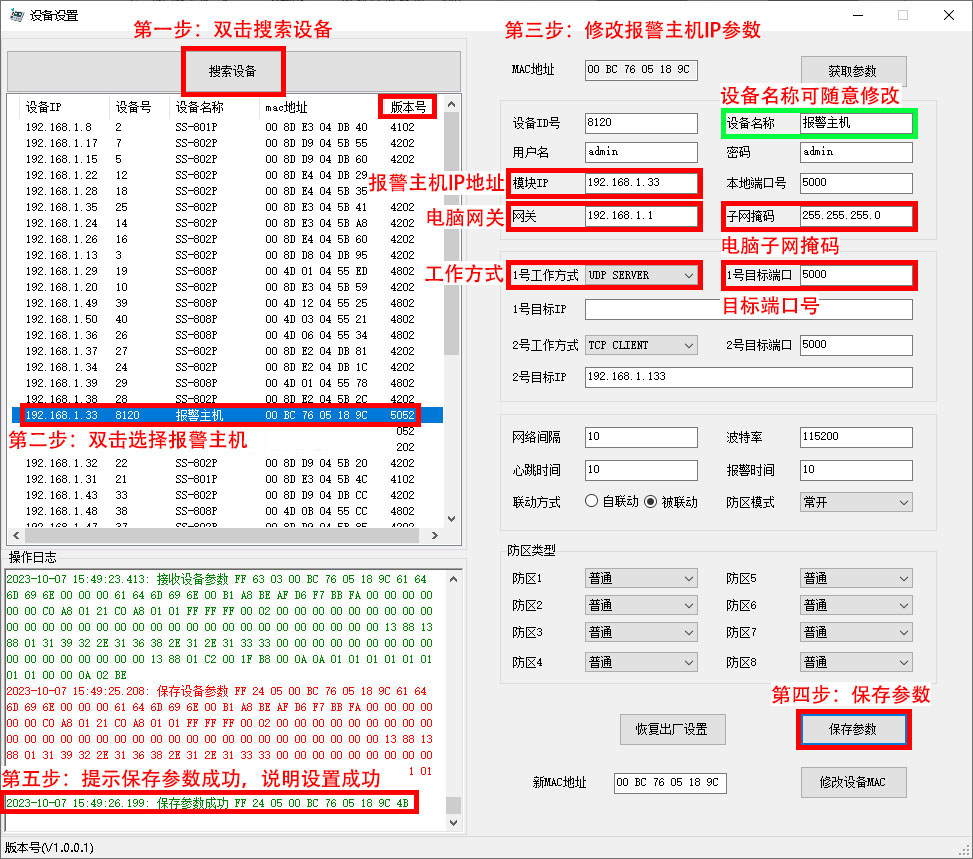 设备设置
第一步：双击搜索设备
搜索设备
设备IP 设备号 设备名称 mac地址 版本号
192.168.1.8 2 SS-801P 00 8D E3 04 DB 40 4102
192.168.1.17 7 SS-802P 00 8D D9 04 5B 55 4202
192.168.1.15 5 SS-802P 00 8D D9 04 DB 60 4202
192.168.1.22 12 SS-802P 00 8D E4 04 DB 29
192.168.1.28 18 SS-802P 00 8D E4 04 DB 35
192.168.1.35 25 SS-802P 00 8D E3 04 5B 41 4202
192.168.1.24 14 SS-802P 00 8D E3 04 5B A8 4202
192.168.1.26 16 SS-802P 00 8D E4 04 5B 60 4202
192.168.1.13 3 SS-802P 00 8D D8 04 DB 95 4202
192.168.1.29 19 SS-808P 00 4D 01 04 55 ED 4802
192.168.1.20 10 SS-802P 00 8D E3 04 5B 59 4202
192.168.1.49 39 SS-808P 00 4D 12 04 55 25 4802
192.168.1.50 40 SS-808P 00 4D 03 04 55 21 4802
192.168.1.36 26 SS-808P 00 4D 06 04 55 34 4802
192.168.1.37 27 SS-802P 00 8D E2 04 DB 81 4202
192.168.1.34 24 SS-802P 00 8D E2 04 DB 1C 4202
192.168.1.39 29 SS-808P 00 4D 01 04 55 78 4802
192.168.1.38 28 SS-802P 00 8D E2 04 5B 2C 4202
192.168.1.33 8120 报警主机 00 BC 76 05 18 9C 5052
052
第二步：双击选择报警主机
202
192.168.1.32 22 SS-802P 00 8D D9 04 5B 20 4202
192.168.1.31 21 SS-801P 00 8D E3 04 5B 4C 4102
192.168.1.43 33 SS-802P 00 8D D9 04 DB CC 4202
192.168.1.48 38 SS-808P 00 4D 0B 04 55 CC 4802
192.168.1.47 37 SS-802P 00 8D D9 04 5B 85 4202
操作日志
2023-10-07 15:49:23.413: 接收设备参数 FF 63 03 00 BC 76 05 18 9C 61 64
6D 69 6E 00 00 00 61 64 6D 69 6E 00 B1 A8 BE AF D6 F7 BB FA 00 00 00 00
00 00 00 C0 A8 01 21 C0 A8 01 01 FF FF FF 00 02 00 00 00 00 00 00 00 00
00 00 00 00 00 00 00 00 00 00 00 00 00 00 00 00 00 00 00 00 00 13 88 13
88 01 31 39 32 2E 31 36 38 2E 31 2E 31 33 33 00 00 00 00 00 00 00 00 00
00 00 00 00 00 00 00 00 13 88 01 C2 00 1F B8 00 0A 0A 01 01 01 01 01 01
01 01 00 00 0A 02 BE
2023-10-07 15:49:25.208: 保存设备参数 FF 24 05 00 BC 76 05 18 9C 61 64
6D 69 6E 00 00 00 00 61 64 6D 69 6E 00 B1 A8 BE AF D6 F7 BB FA 00 00 00
00 00 00 C0 A8 01 21 C0 A8 01 01 FF FF FF 00 02 00 00 00 00 00 00 00 00
00 00 00 00 00 00 00 00 00 00 00 00 00 00 00 00 00 00 00 00 00 13 88 13
88 01 31 39 32 2E 31 36 38 2E 31 2E 31 33 33 00 00 00 00 00 00 00 00 00
1 01
第五步：提示保存参数成功，说明设置成功
2023-10-07 15:49:26.199: 保存参数成功 FF 24 05 00 BC 76 05 18 9C 4B
版本号(V1.0.0.1)
第三步：修改报警主机IP参数
MAC地址 00 BC 76 05 18 9C 获取参数
设备名称可随意修改
设备ID号 8120 设备名称 报警主机
用户名 admin 密码 admin
报警主机IP地址 模块IP 192.168.1.33 本地端口号 5000
电脑网关 网关 192.168.1.1 子网掩码 255.255.255.0
电脑子网掩码
工作方式 1号工作方式 UDP SERVER 1号目标端口 5000
1号目标IP 目标端口号
2号工作方式 TCP CLIENT 2号目标端口 5000
2号目标IP 192.168.1.133
网络间隔 10 波特率 115200
心跳时间 10 报警时间 10
联动方式 自联动 被联动 防区模式 常开
防区类型
防区1 普通 防区5 普通
防区2 普通 防区6 普通
防区3 普通 防区7 普通
防区4 普通 防区8 普通
第四步：保存参数
恢复出厂设置 保存参数
新MAC地址 00 BC 76 05 18 9C 修改设备MAC